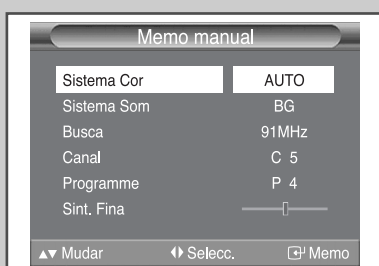 Memo manual
Sistema Cor AUTO
Sistema Som BG
Busca 91MHz
Canal C 5
Programme P 4
Sint. Fina
▲▼ Mudar ◀▶ Selecc. Memo